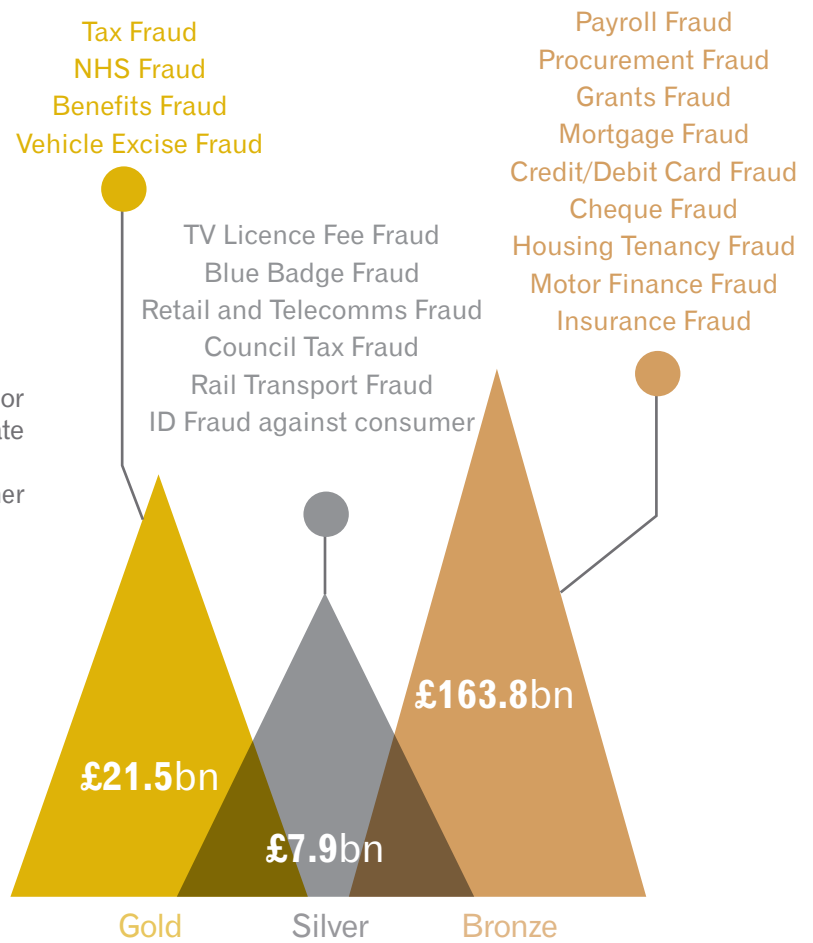 Tax Fraud
NHS Fraud
Benefits Fraud
Vehicle Excise Fraud
TV Licence Fee Fraud
Blue Badge Fraud
Retail and Telecomms Fraud
Council Tax Fraud
Rail Transport Fraud
ID Fraud against consumer
Payroll Fraud
Procurement Fraud
Grants Fraud
Mortgage Fraud
Credit/Debit Card Fraud
Cheque Fraud
Housing Tenancy Fraud
Motor Finance Fraud
Insurance Fraud
£21.5bn
£7.9bn
£163.8bn
Gold
Silver
Bronze